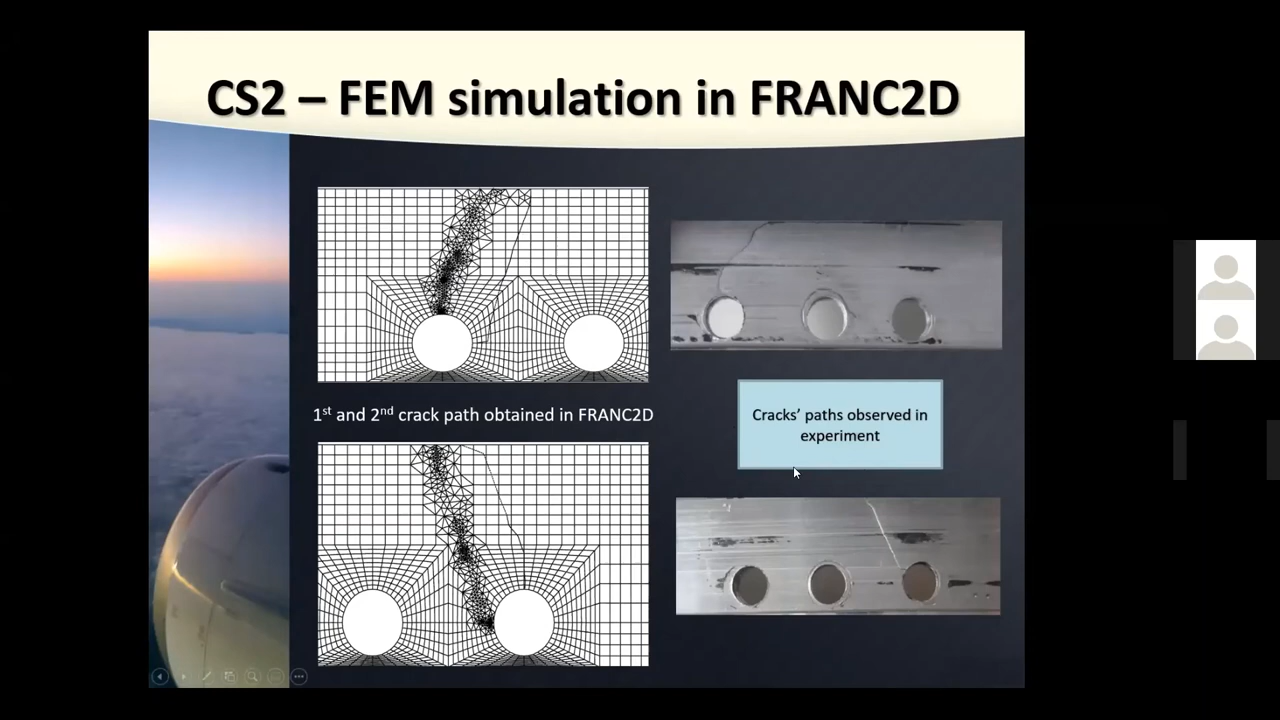 CS2 – FEM simulation in FRANC2D
1st and 2nd crack path obtained in FRANC2D
Cracks’ paths observed in
experiment